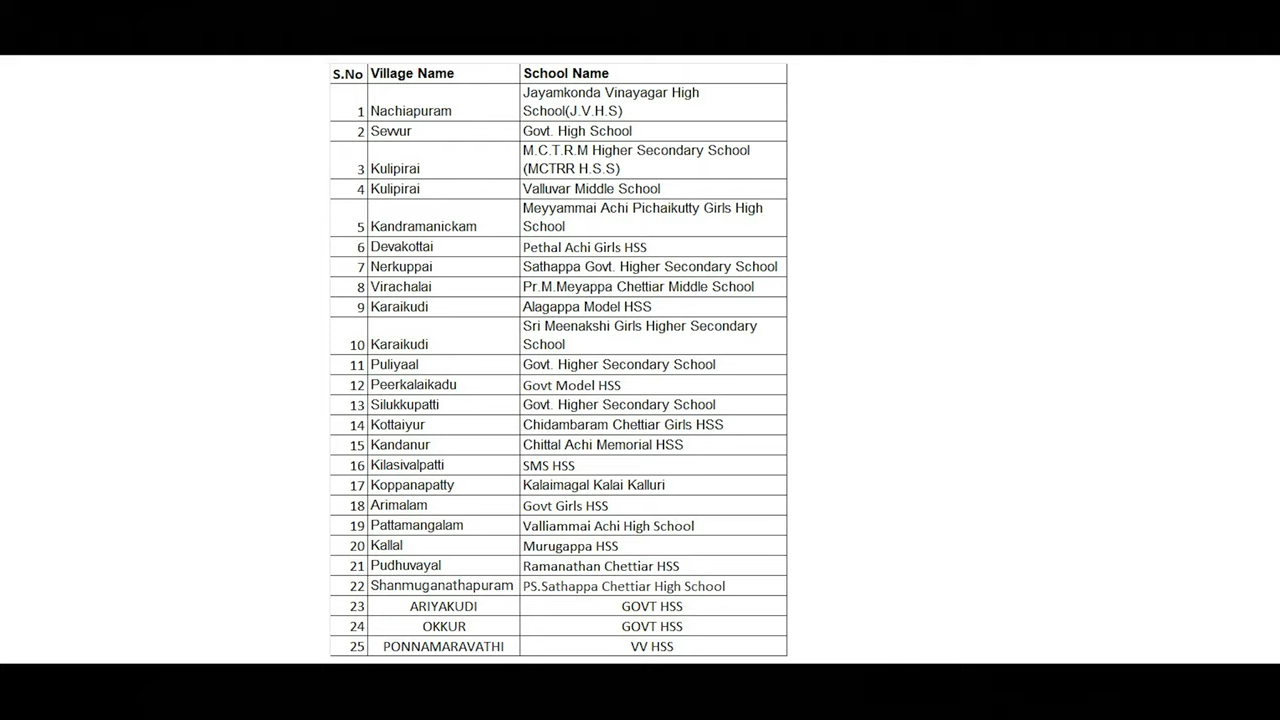 S.No Village Name School Name
Jayamkonda Vinayagar High
1 Nachiapuram School(J.V.H.S)
2 Sevvur Govt. High School
M.C.T.R.M Higher Secondary School
3 Kulipirai (MCTRR H.S.S)
4 Kulipirai Valluvar Middle School
Meyyammai Achi Pichaikutty Girls High
5 Kandramanickam School
6 Devakottai Pethal Achi Girls HSS
7 Nerkuppai Sathappa Govt. Higher Secondary School
8 Virachalai Pr.M.Meyappa Chettiar Middle School
9 Karaikudi Alagappa Model HSS
Sri Meenakshi Girls Higher Secondary
10 Karaikudi School
11 Puliyaal Govt. Higher Secondary School
12 Peerkalaikadu Govt Model HSS
13 Silukkupatti Govt. Higher Secondary School
14 Kottaiyur Chidambaram Chettiar Girls HSS
15 Kandanur Chittal Achi Memorial HSS
16 Kilasivalpatti SMS HSS
17 Koppanapatty Kalaimagal Kalai Kalluri
18 Arimalam Govt Girls HSS
19 Pattamangalam Valliammai Achi High School
20 Kallal Murugappa HSS
21 Pudhuvayal Ramanathan Chettiar HSS
22 Shanmuganathapuram PS.Sathappa Chettiar High School
23 ARIYAKUDI GOVT HSS
24 OKKUR GOVT HSS
25 PONNAMARAVATHI VV HSS